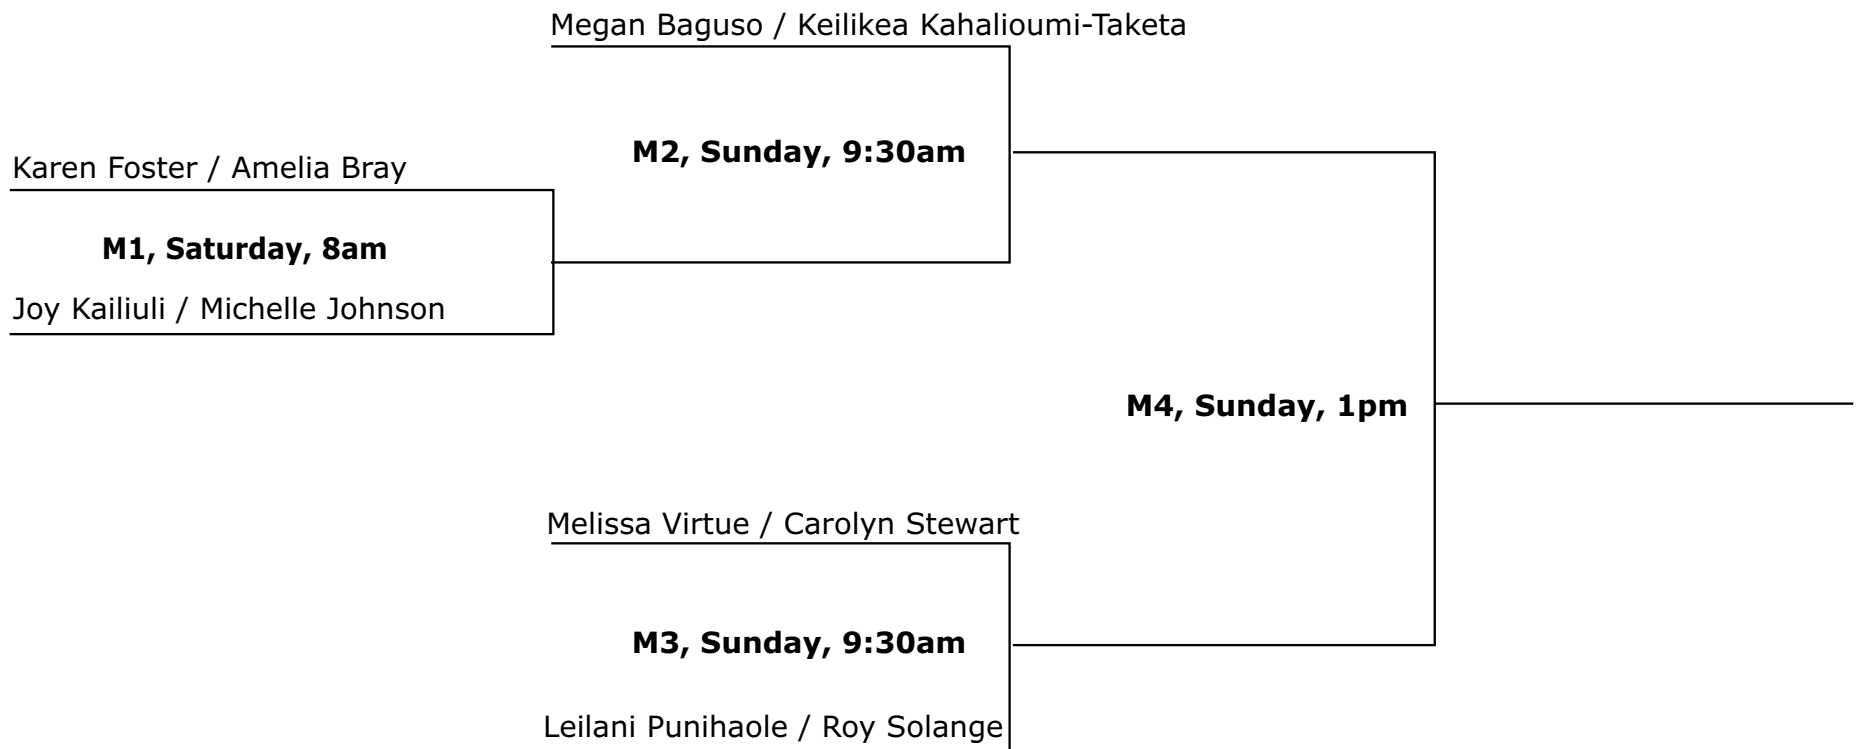 Megan Baguso / Keilikea Kahalioumi-Taketa
M2, Sunday, 9:30am
Karen Foster / Amelia Bray
M1, Saturday, 8am
Joy Kailiuli / Michelle Johnson
M4, Sunday, 1pm
Melissa Virtue / Carolyn Stewart
M3, Sunday, 9:30am
Leilani Punihaole / Roy Solange